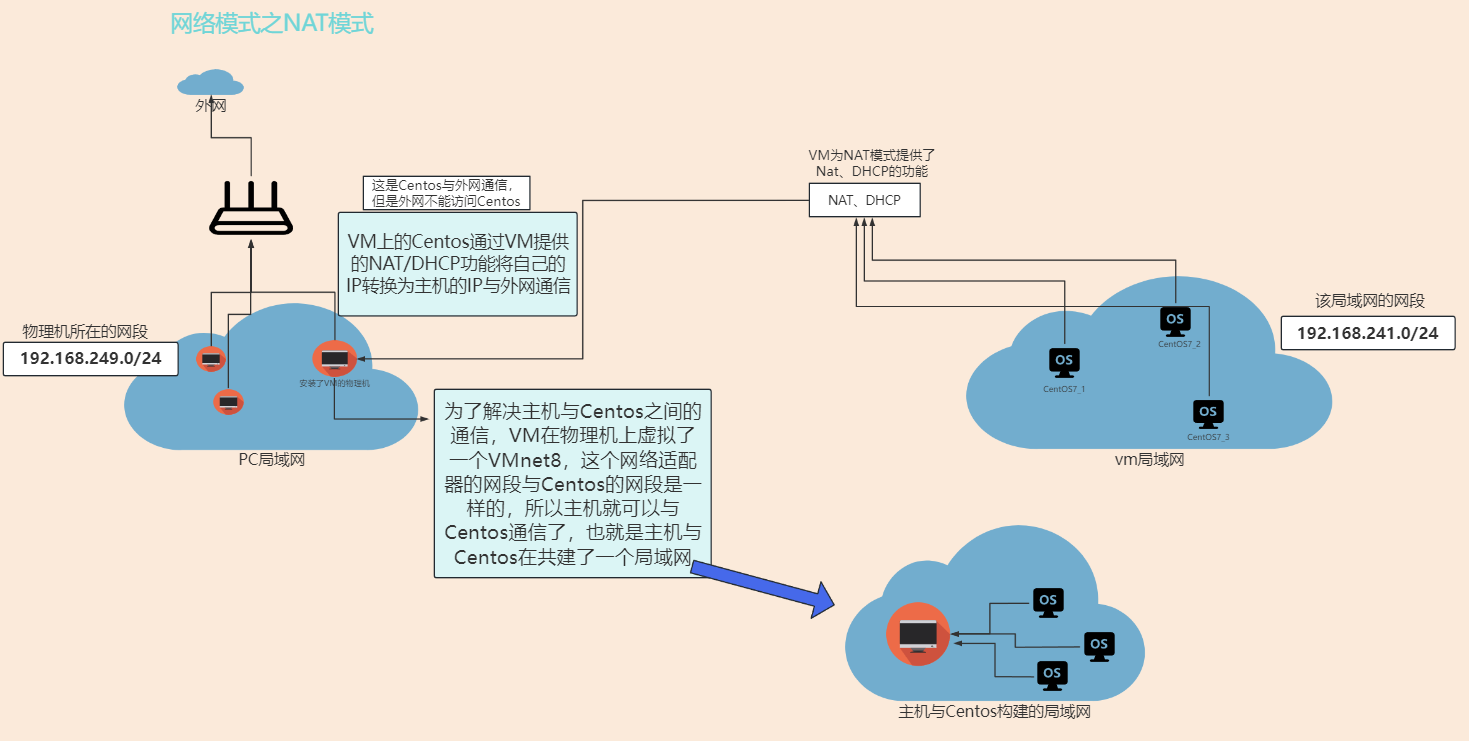 网络模式之NAT模式
外网
VM为NAT模式提供了
Nat、DHCP的功能
NAT、DHCP
这是Centos与外网通信，
但是外网不能访问Centos
VM上的Centos通过VM提供
的NAT/DHCP功能将自己的
IP转换为主机的IP与外网通信
物理机所在的网段
192.168.249.0/24
安装了VM的物理机
PC局域网
该局域网的网段
192.168.241.0/24
OS
CentOS7_2
OS
CentOS7_1
OS
CentOS7_3
vm局域网
为了解决主机与Centos之间的
通信，VM在物理机上虚拟了
一个VMnet8，这个网络适配
器的网段与Centos的网段是一
样的，所以主机就可以与
Centos通信了，也就是主机与
Centos在共建了一个局域网
OS
OS
OS
主机与Centos构建的局域网